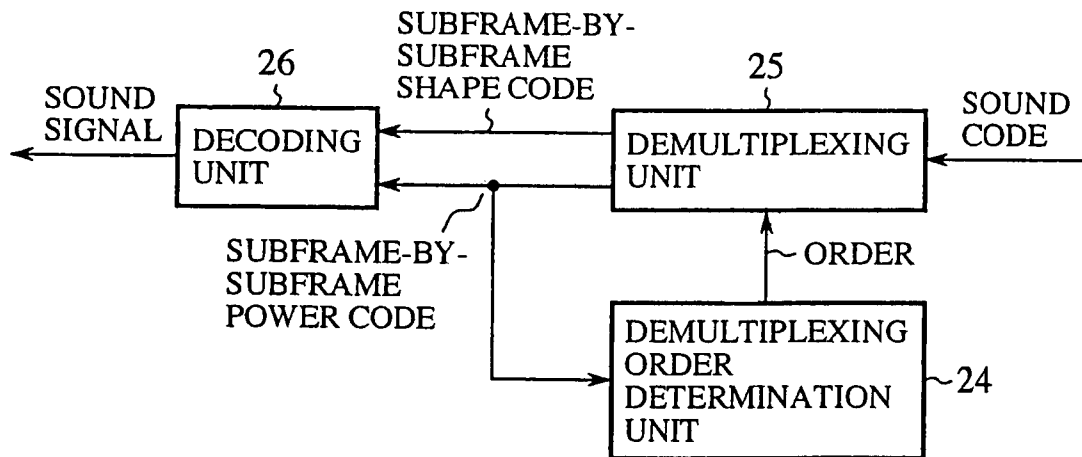 SUBFRAME-BY-
SUBFRAME
SHAPE CODE
26
25
SOUND
SIGNAL
SOUND
CODE
DECODING
UNIT
DEMULTIPLEXING
UNIT
SUBFRAME-BY-
SUBFRAME
POWER CODE
ORDER
DEMULTIPLEXING
ORDER
DETERMINATION
UNIT
24